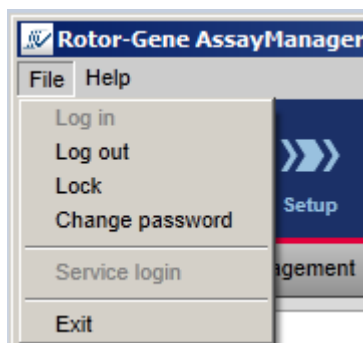 Rotor-Gene AssayManager
File Help
Log in
Log out
Lock
Change password
Setup
Service login
agement
Exit